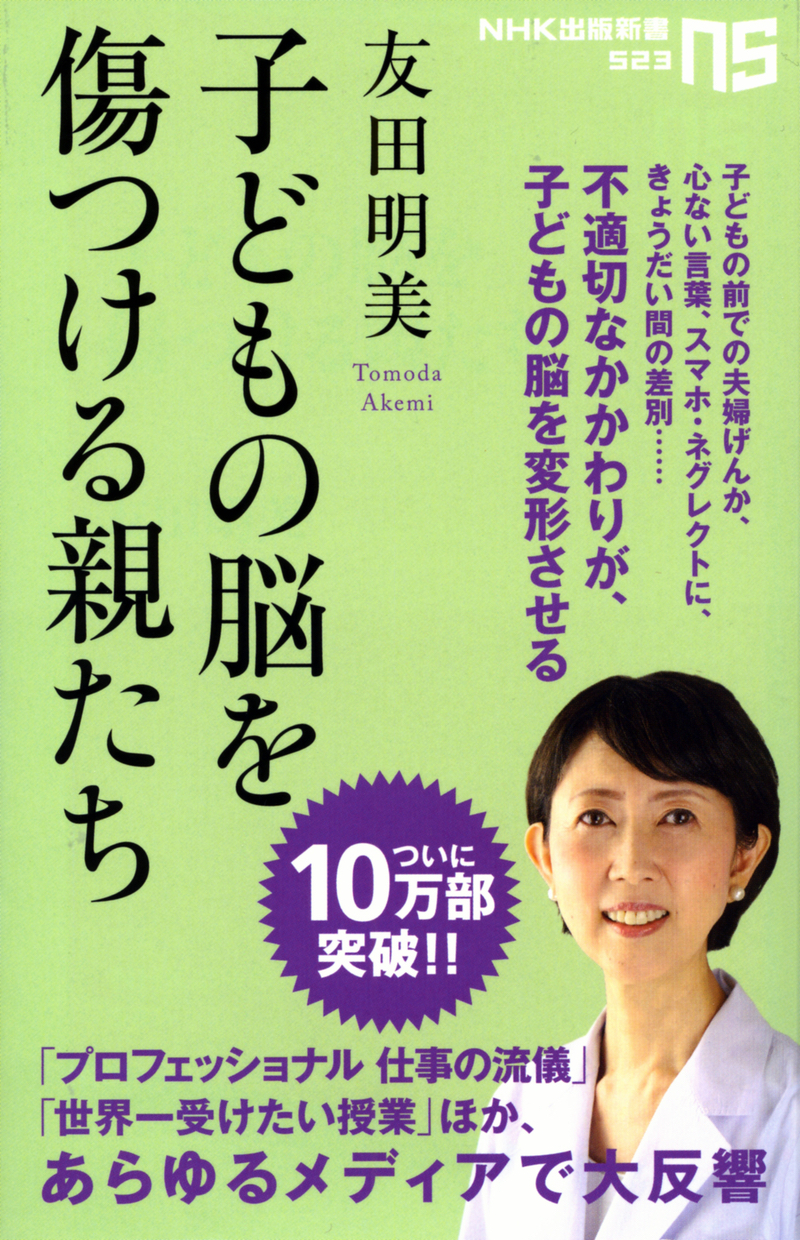 NHK出版新書
523
ns
子どもの前での夫婦げんか、
心ない言葉、スマホ・ネグレクトに、
きょうだい間の差別……
不適切なかかわりが、
子どもの脳を変形させる
友田明美
Tomoda
Akemi
子どもの脳を
傷つける親たち
ついに
10万部
突破!!
「プロフェッショナル 仕事の流儀」
「世界一受けたい授業」ほか、
あらゆるメディアで大反響